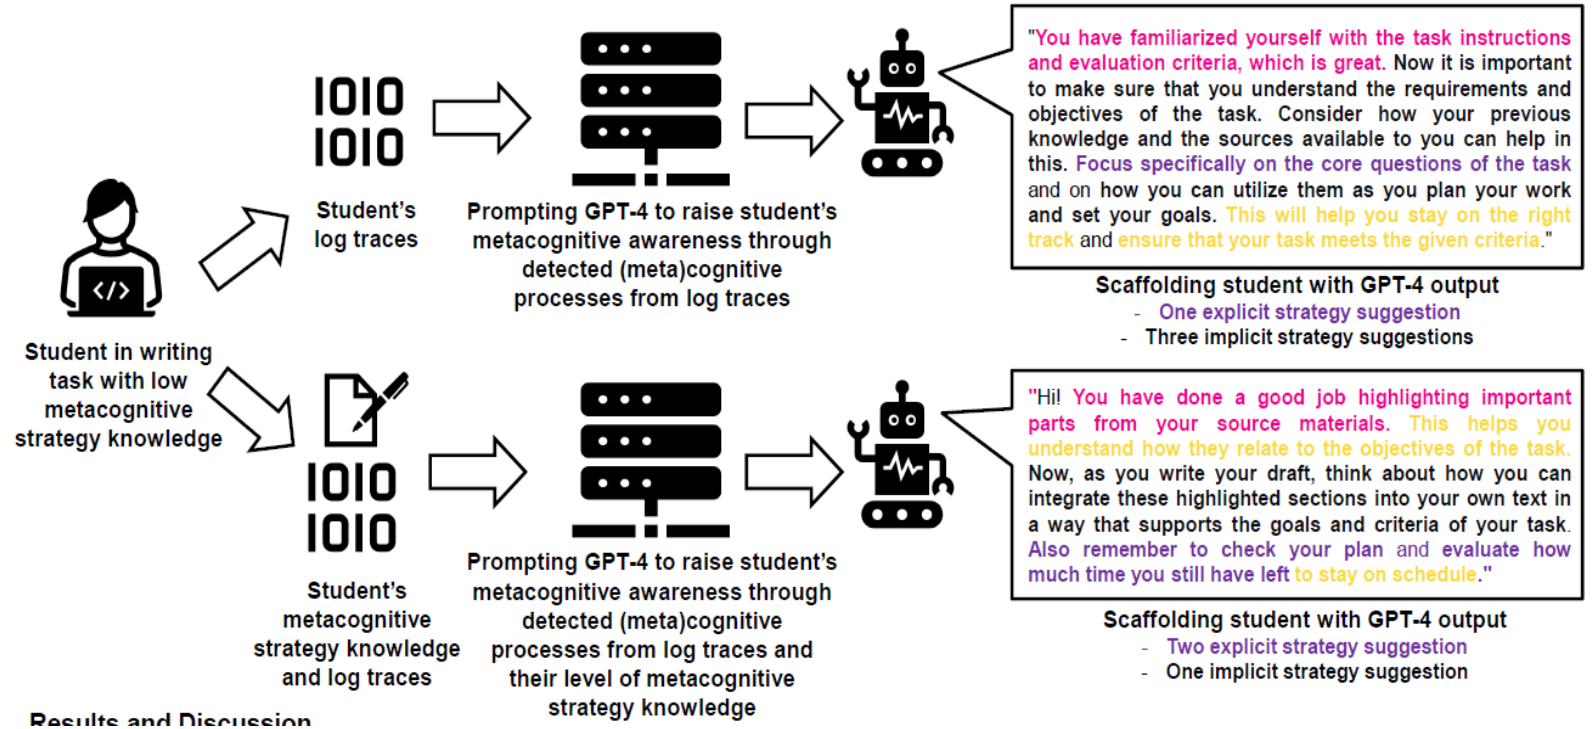 IOIO
IOIO
Student's
log traces
Prompting GPT-4 to raise student's
metacognitive awareness through
detected (meta)cognitive
processes from log traces
"You have familiarized yourself with the task instructions
and evaluation criteria, which is great. Now it is important
to make sure that you understand the requirements and
objectives of the task. Consider how your previous
knowledge and the sources available to you can help in
this. Focus specifically on the core questions of the task
and on how you can utilize them as you plan your work
and set your goals. This will help you stay on the right
track and ensure that your task meets the given criteria."
Scaffolding student with GPT-4 output
- One explicit strategy suggestion
- Three implicit strategy suggestions
</>
Student in writing
task with low
metacognitive
strategy knowledge
IOIO
IOIO
Student's
metacognitive
strategy knowledge
and log traces
Prompting GPT-4 to raise student's
metacognitive awareness through
detected (meta)cognitive
processes from log traces and
their level of metacognitive
strategy knowledge
"Hi! You have done a good job highlighting important
parts from your source materials. This helps you
understand how they relate to the objectives of the task.
Now, as you write your draft, think about how you can
integrate these highlighted sections into your own text in
a way that supports the goals and criteria of your task.
Also remember to check your plan and evaluate how
much time you still have left to stay on schedule."
Scaffolding student with GPT-4 output
- Two explicit strategy suggestion
- One implicit strategy suggestion
Results and Discussion